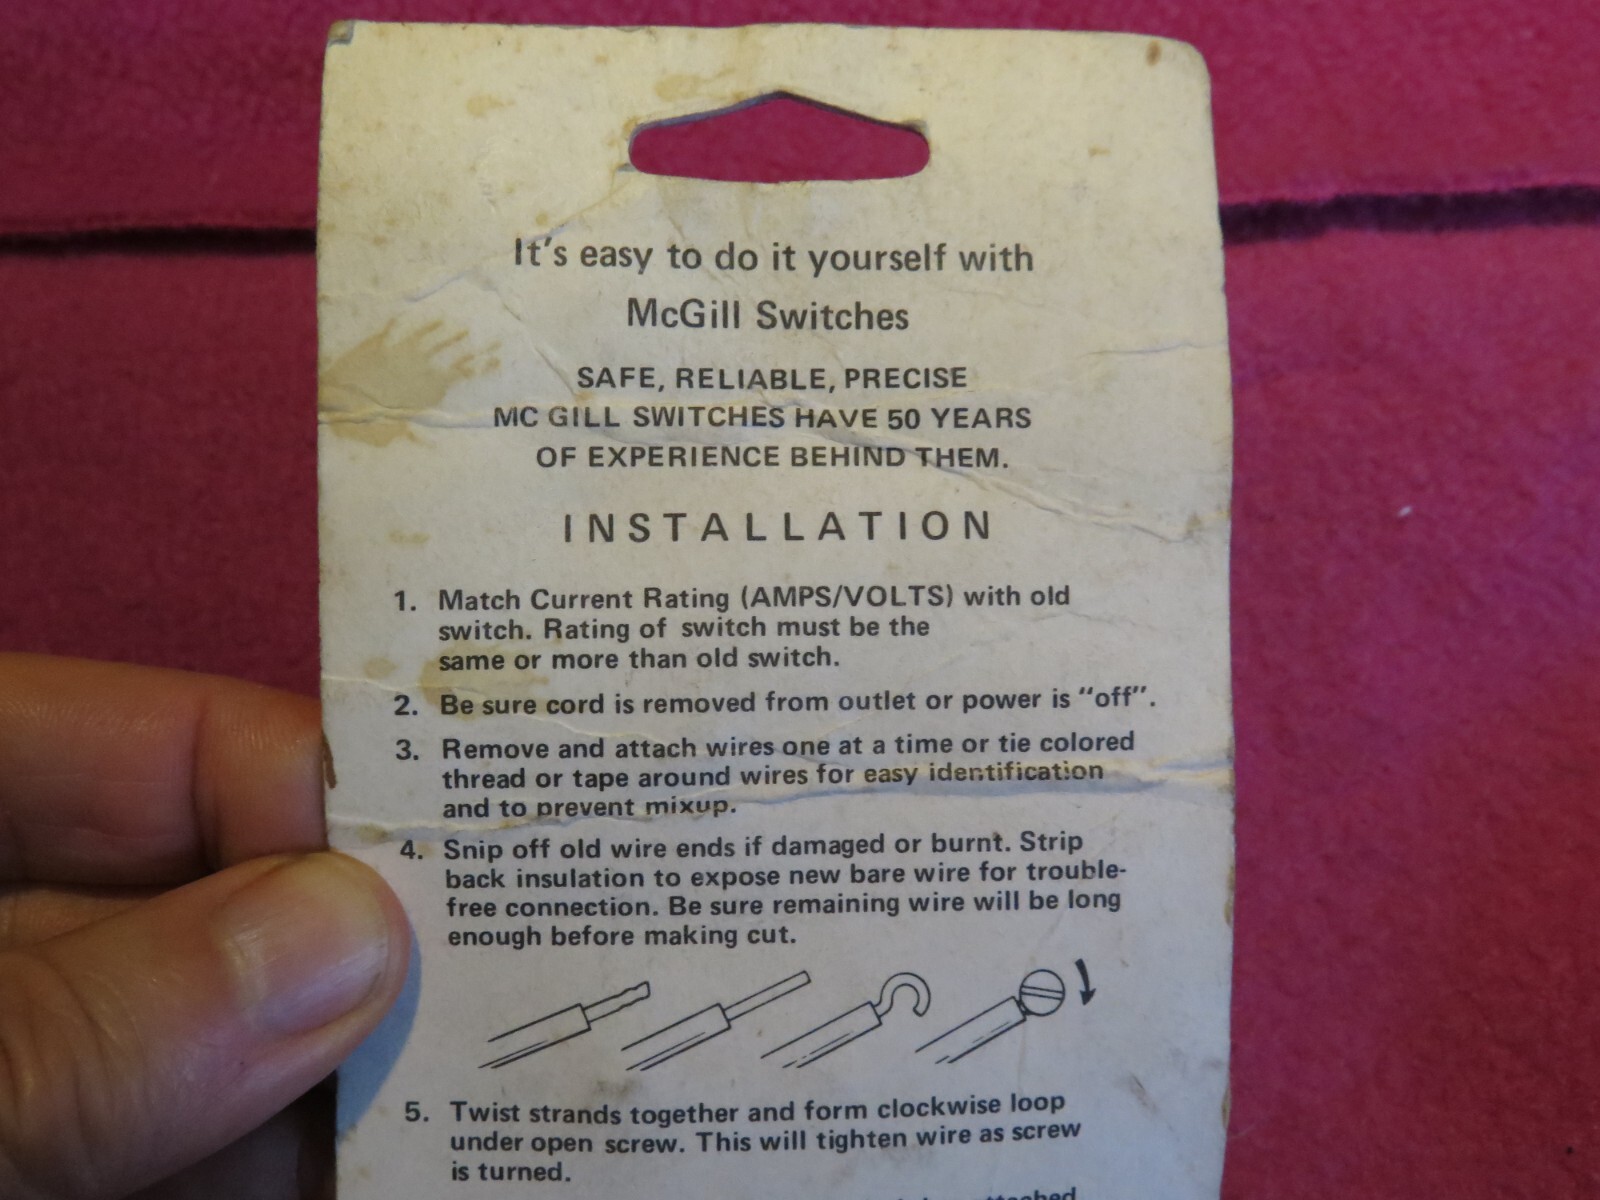 It's easy to do it yourself with
McGill Switches
SAFE, RELIABLE, PRECISE
MC GILL SWITCHES HAVE 50 YEARS
OF EXPERIENCE BEHIND THEM.
INSTALLATION
1. Match Current Rating (AMPS/VOLTS) with old
switch. Rating of switch must be the
same or more than old switch.
2. Be sure cord is removed from outlet or power is "off".
3. Remove and attach wires one at a time or tie colored
thread or tape around wires for easy identification
and to prevent mixup.
4. Snip off old wire ends if damaged or burnt. Strip
back insulation to expose new bare wire for trouble-
free connection. Be sure remaining wire will be long
enough before making cut.
5. Twist strands together and form clockwise loop
under open screw. This will tighten wire as screw
is turned.
attached